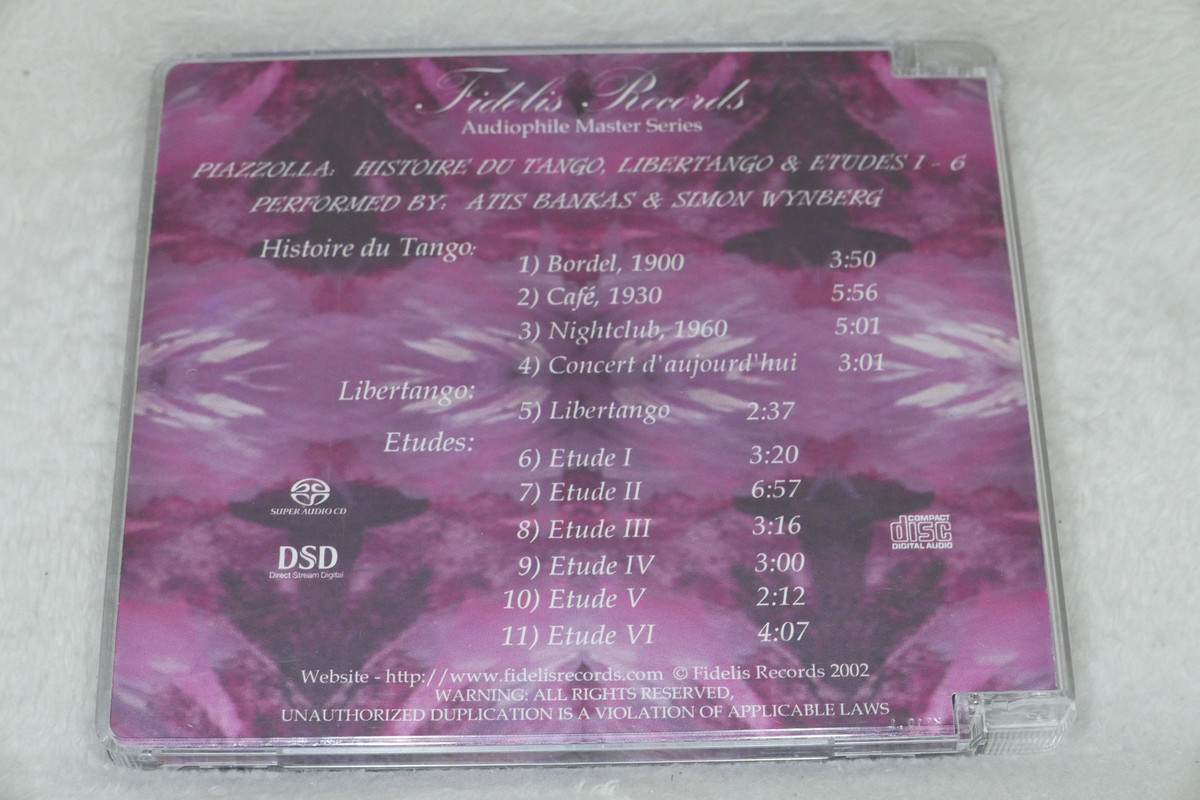 Fidelis Records
Audiophile Master Series
PIAZZOLLA: HISTOIRE DU TANGO, LIBERTANGO & ETUDES 1 - 6
PERFORMED BY: ATIS BANKAS & SIMON WYNBERG
Histoire du Tango:
1) Bordel, 1900 3:50
2) Café, 1930 5:56
3) Nightclub, 1960 5:01
4) Concert d'aujourd'hui 3:01
Libertango:
5) Libertango 2:37
Etudes:
6) Etude I 3:20
7) Etude II 6:57
8) Etude III 3:16
9) Etude IV 3:00
10) Etude V 2:12
11) Etude VI 4:07
SUPER AUDIO CD
DSD
Direct Stream Digital
COMPACT
disc
DIGITAL AUDIO
Website - http://www.fidelisrecords.com © Fidelis Records 2002
WARNING: ALL RIGHTS RESERVED,
UNAUTHORIZED DUPLICATION IS A VIOLATION OF APPLICABLE LAWS